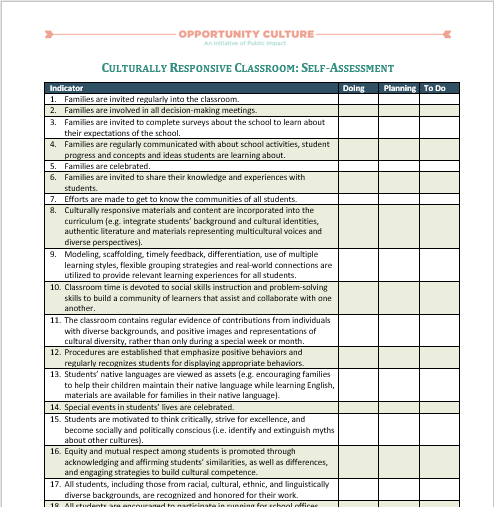 OPPORTUNITY CULTURE
An Initiative of Public Impact
CULTURALLY RESPONSIVE CLASSROOM: SELF-ASSESSMENT
Indicator Doing Planning To Do
1. Families are invited regularly into the classroom.
2. Families are involved in all decision-making meetings.
3. Families are invited to complete surveys about the school to learn about
their expectations of the school.
4. Families are regularly communicated with about school activities, student
progress and concepts and ideas students are learning about.
5. Families are celebrated.
6. Families are invited to share their knowledge and experiences with
students.
7. Efforts are made to get to know the communities of all students.
8. Culturally responsive materials and content are incorporated into the
curriculum (e.g. integrate students' background and cultural identities,
authentic literature and materials representing multicultural voices and
diverse perspectives).
9. Modeling, scaffolding, timely feedback, differentiation, use of multiple
learning styles, flexible grouping strategies and real-world connections are
utilized to provide relevant learning experiences for all students.
10. Classroom time is devoted to social skills instruction and problem-solving
skills to build a community of learners that assist and collaborate with one
another.
11. The classroom contains regular evidence of contributions from individuals
with diverse backgrounds, and positive images and representations of
cultural diversity, rather than only during a special week or month.
12. Procedures are established that emphasize positive behaviors and
regularly recognizes students for displaying appropriate behaviors.
13. Students' native languages are viewed as assets (e.g. encouraging families
to help their children maintain their native language while learning English,
materials are available for families in their native language).
14. Special events in students' lives are celebrated.
15. Students are motivated to think critically, strive for excellence, and
become socially and politically conscious (i.e. identify and extinguish myths
about other cultures).
16. Equity and mutual respect among students is promoted through
acknowledging and affirming students' similarities, as well as differences,
and engaging strategies to build cultural competence.
17. All students, including those from racial, cultural, ethnic, and linguistically
diverse backgrounds, are recognized and honored for their work.
18. All students are encouraged to participate in running for school offices,